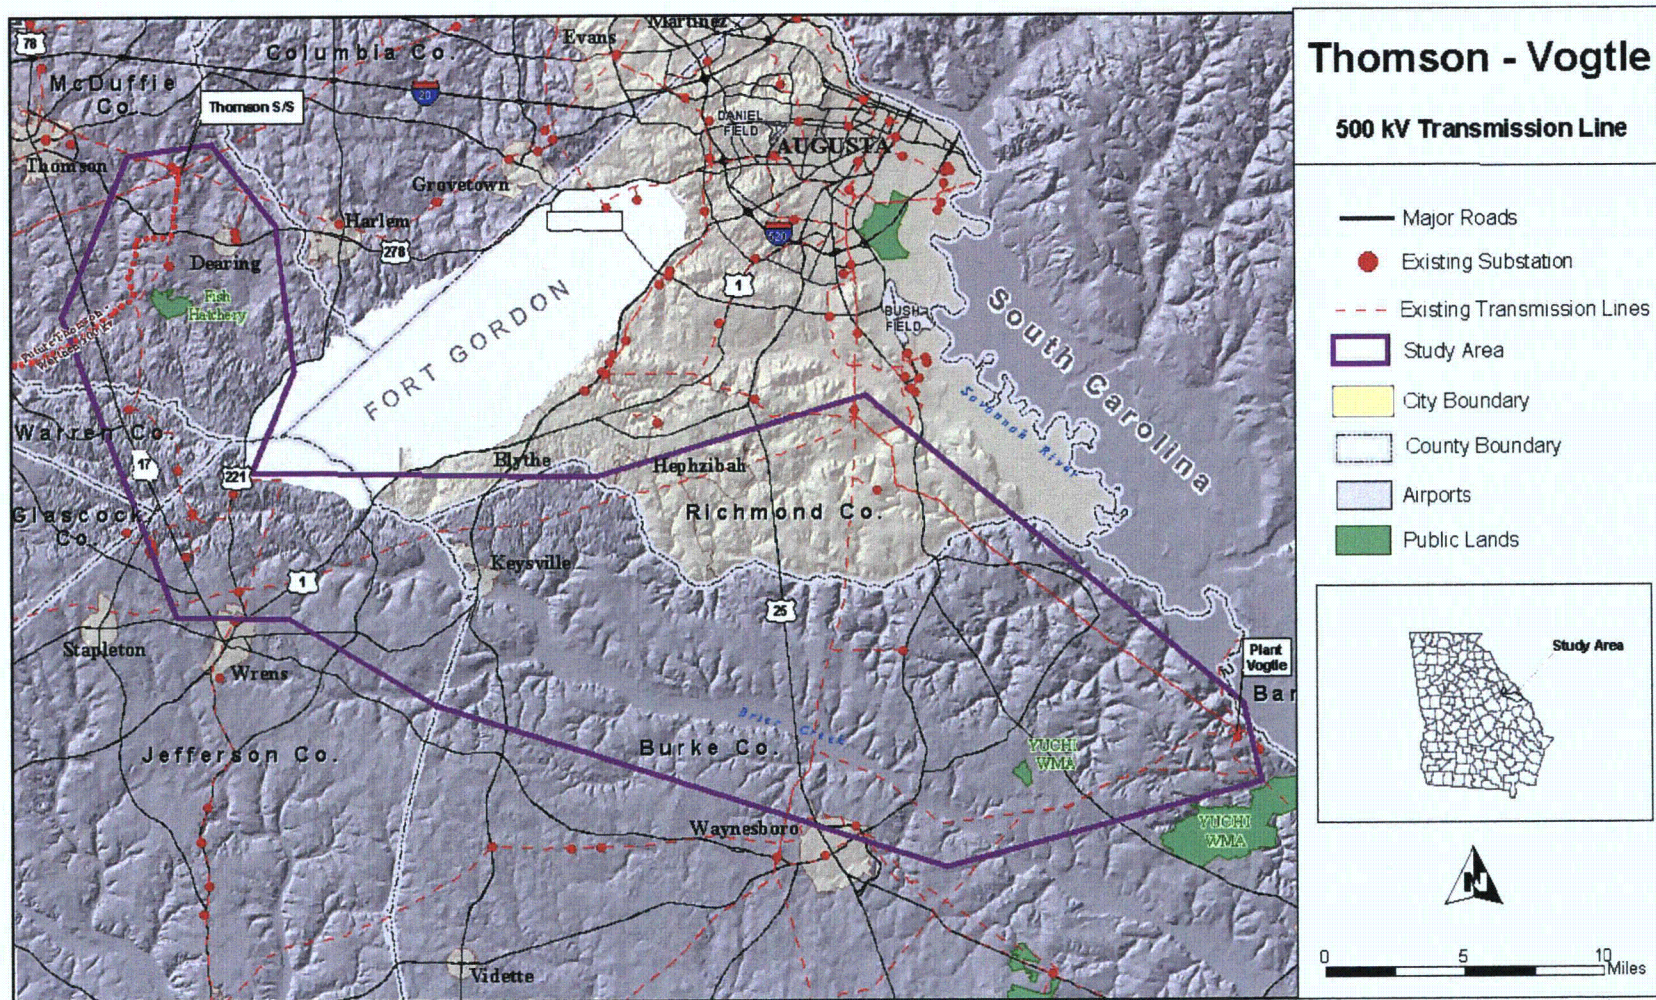 Thomson - Vogtle
500 kV Transmission Line
Major Roads
Existing Substation
Existing Transmission Lines
Study Area
City Boundary
County Boundary
Airports
Public Lands
Study Area
N
0 5 10
Miles
78
Columbia Co.
Evans
Martinez
McDuffie
Co.
Thomson S/S
20
DANIEL
FIELD
AUGUSTA
Thomson
Grovetown
Harlem
278
520
Dearing
1
Fish
Hatchery
BUSH
FIELD
South Carolina
Future Thomson
FORT GORDON
Savannah River
Warren Co.
17
221
Blythe
Hephzibah
Glascock
Co.
Richmond Co.
Keysville
1
25
Stapleton
Wrens
Plant
Vogtle
Bar
Brier Creek
Jefferson Co.
Burke Co.
YUCHI
WMA
Waynesboro
YUCHI
WMA
Vidette